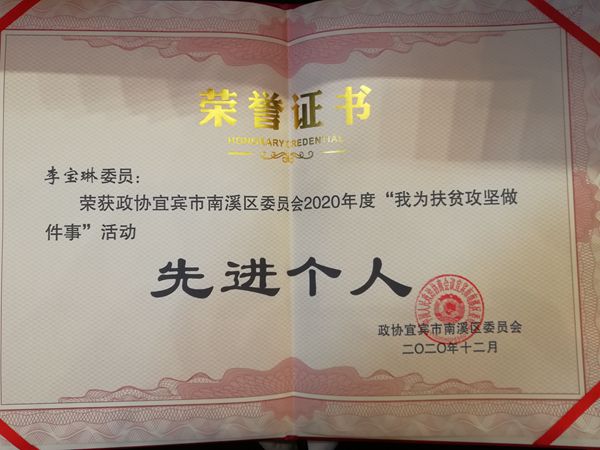 荣誉证书
HONORARY CREDENTIAL
李宝琳委员：
荣获政协宜宾市南溪区委员会2020年度“我为扶贫攻坚做
件事”活动
先进个人
政协宜宾市南溪区委员会
二〇二〇年十二月